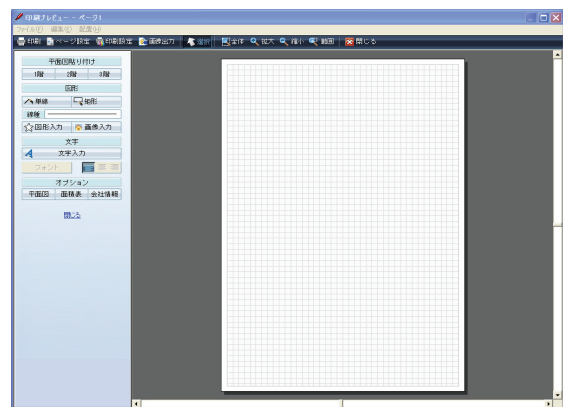 印刷プレビュー - ページ1
ファイル(F) 編集(E) 配置(H)
印刷 ページ設定 印刷設定 画像出力 選択 全体 拡大 縮小 範囲 閉じる
平面図貼り付け
1階 2階 3階
図形
単線 矩形
線種
図形入力 画像入力
文字
文字入力
フォント
オプション
平面図 面積表 会社情報
閉じる